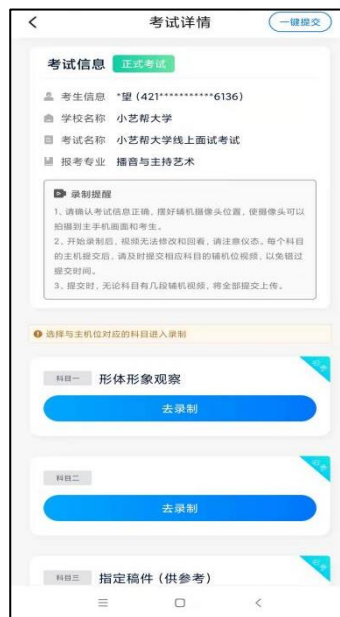 考试详情
一键提交
考试信息 正式考试
考生信息 *望 (421***********6136)
学校名称 小艺帮大学
考试名称 小艺帮大学线上面试考试
报考专业 播音与主持艺术
录制提醒
1、请确认考试信息正确，摆好辅机摄像头位置，使摄像头可以
拍摄到主手机画面和考生。
2、开始录制后，视频无法修改和回看，请注意仪态。每个科目
的主机提交后，请及时提交相应科目的辅机位视频，以免错过
提交时间。
3、提交时，无论科目有几段辅机视频，将全部提交上传。
选择与主机位对应的科目进入录制
科目一 形体形象观察
必考
去录制
科目二
必考
去录制
科目三 指定稿件（供参考）
必考